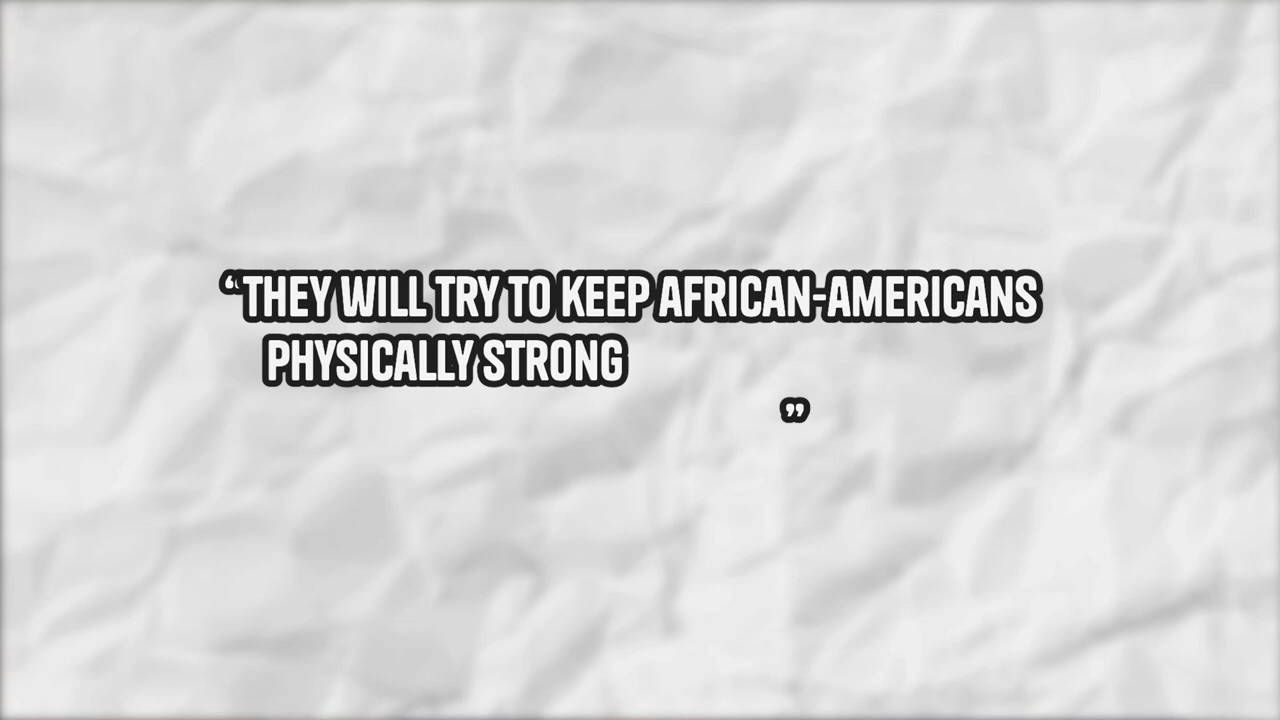 “THEY WILL TRY TO KEEP AFRICAN-AMERICANS
PHYSICALLY STRONG
”